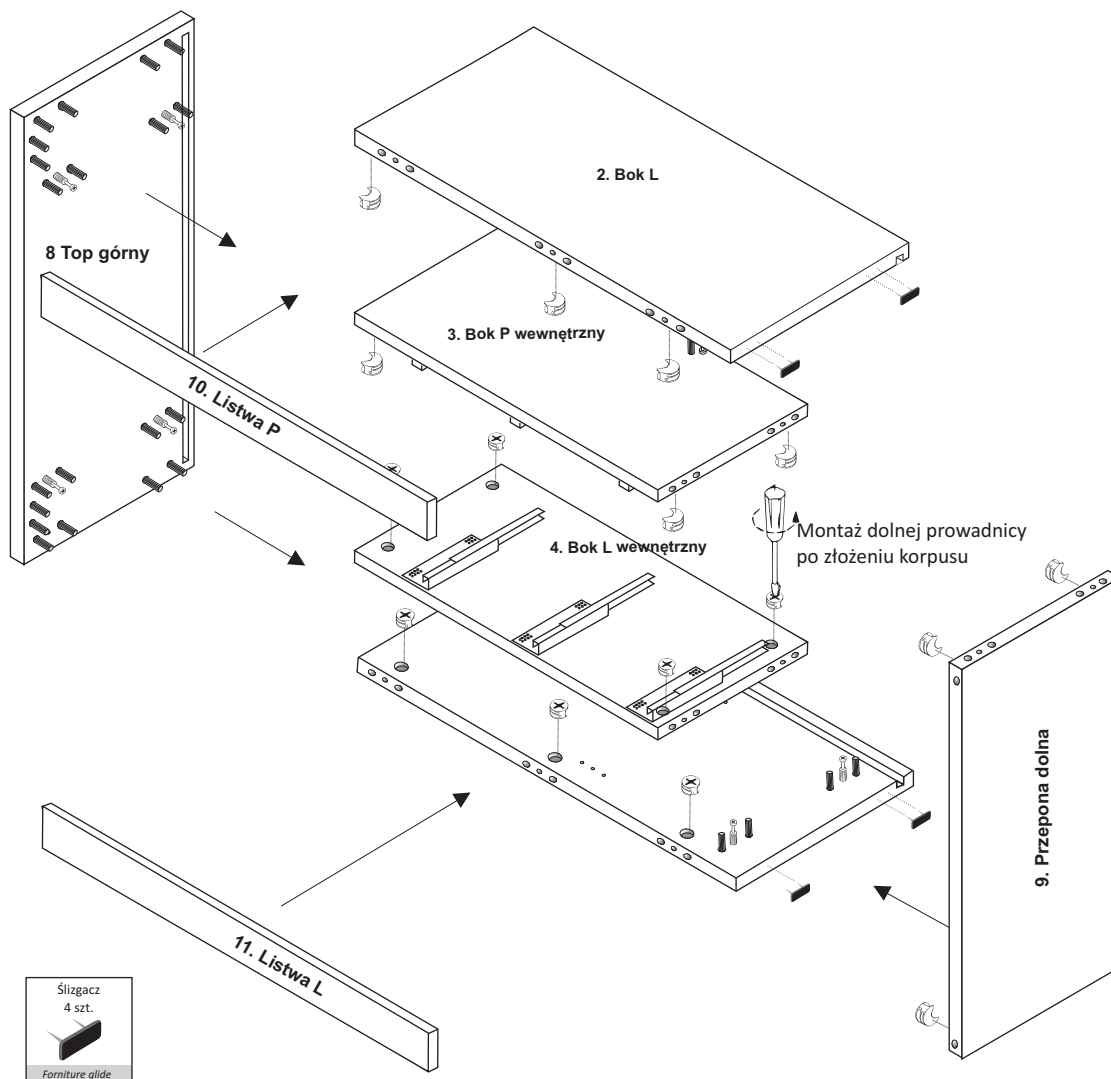 2. Bok L
8 Top górny
3. Bok P wewnętrzny
10. Listwa P
4. Bok L wewnętrzny
Montaż dolnej prowadnicy
po złożeniu korpusu
9. Przepona dolna
11. Listwa L
Ślizgacz
4 szt.
Forniture glide